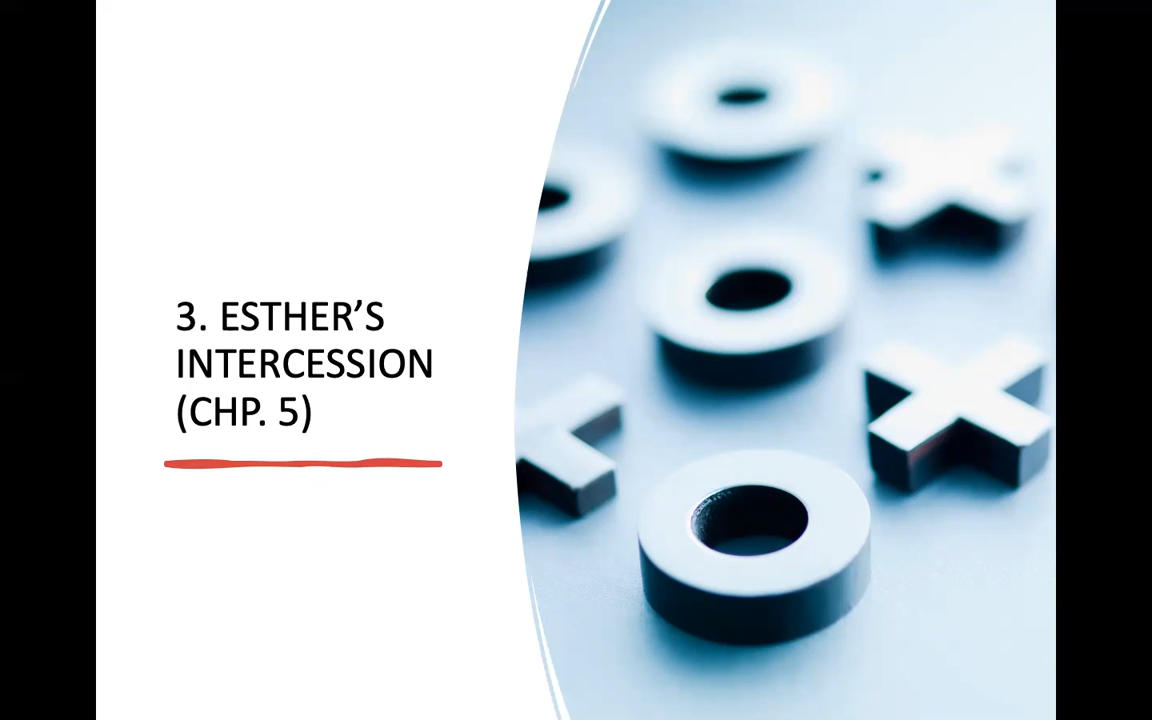 3. ESTHER’S
INTERCESSION
(CHP. 5)